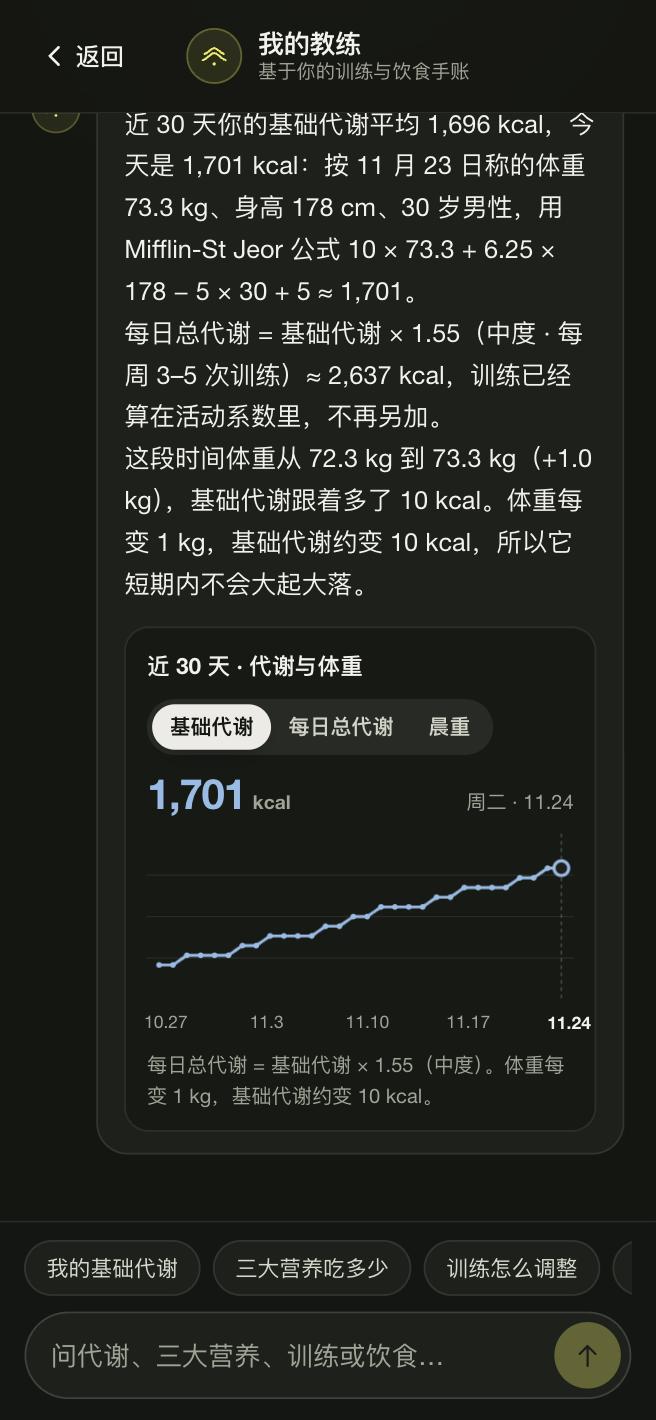 返回
我的教练
基于你的训练与饮食手账
近 30 天你的基础代谢平均 1,696 kcal，今
天是 1,701 kcal：按 11 月 23 日称的体重
73.3 kg、身高 178 cm、30 岁男性，用
Mifflin-St Jeor 公式 10 × 73.3 + 6.25 ×
178 − 5 × 30 + 5 ≈ 1,701。
每日总代谢 = 基础代谢 × 1.55（中度 · 每
周 3–5 次训练）≈ 2,637 kcal，训练已经
算在活动系数里，不再另加。
这段时间体重从 72.3 kg 到 73.3 kg（+1.0
kg），基础代谢跟着多了 10 kcal。体重每
变 1 kg，基础代谢约变 10 kcal，所以它
短期内不会大起大落。
近 30 天 · 代谢与体重
基础代谢 每日总代谢 晨重
1,701 kcal 周二 · 11.24
10.27 11.3 11.10 11.17 11.24
每日总代谢 = 基础代谢 × 1.55（中度）。体重每
变 1 kg，基础代谢约变 10 kcal。
我的基础代谢 三大营养吃多少 训练怎么调整
问代谢、三大营养、训练或饮食…